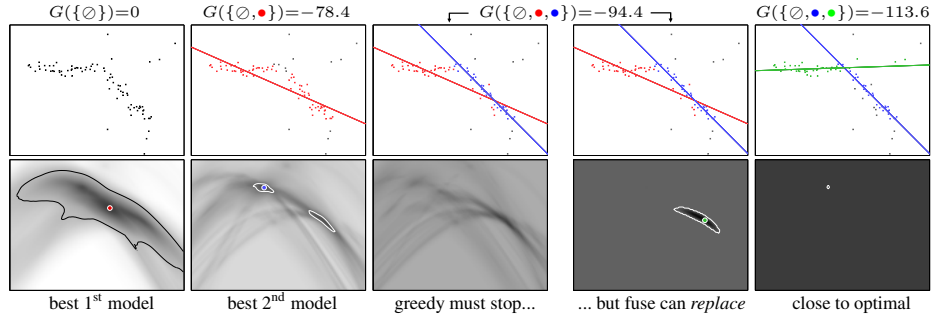 G({∅})=0
G({∅,●})=−78.4
G({∅,●,●})=−94.4
G({∅,●,●})=−113.6
best 1st model
best 2nd model
greedy must stop...
... but fuse can replace
close to optimal